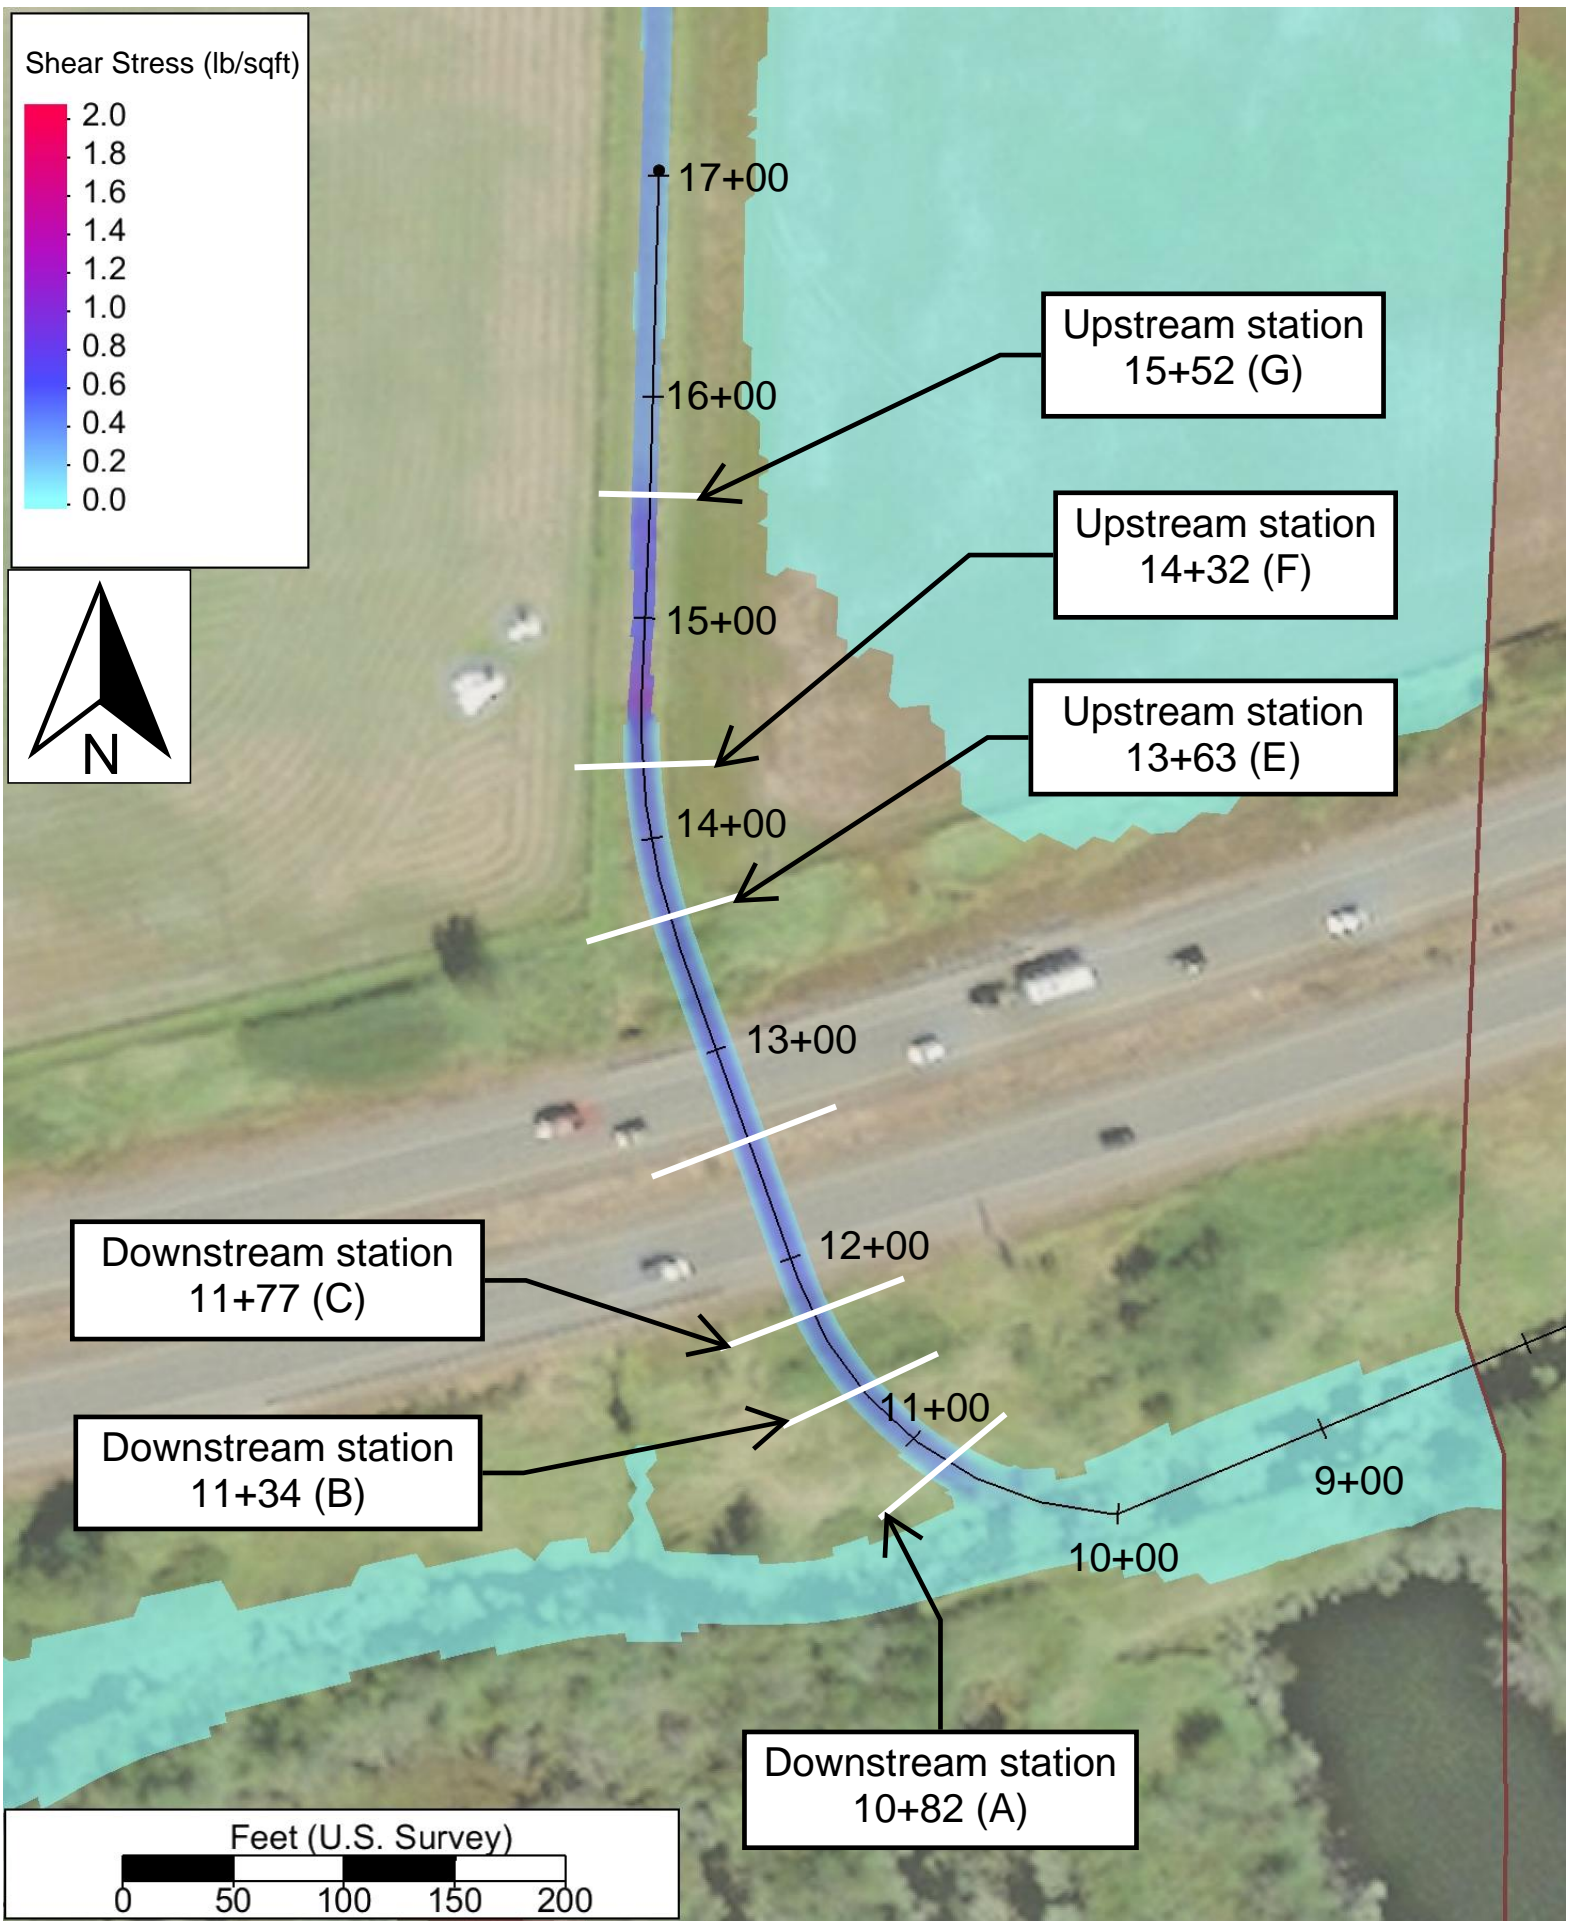 Shear Stress (lb/sqft)
2.0
1.8
1.6
1.4
1.2
1.0
0.8
0.6
0.4
0.2
0.0
N
17+00
Upstream station
15+52 (G)
16+00
Upstream station
14+32 (F)
15+00
Upstream station
13+63 (E)
14+00
13+00
12+00
Downstream station
11+77 (C)
11+00
Downstream station
11+34 (B)
9+00
10+00
Downstream station
10+82 (A)
Feet (U.S. Survey)
0 50 100 150 200